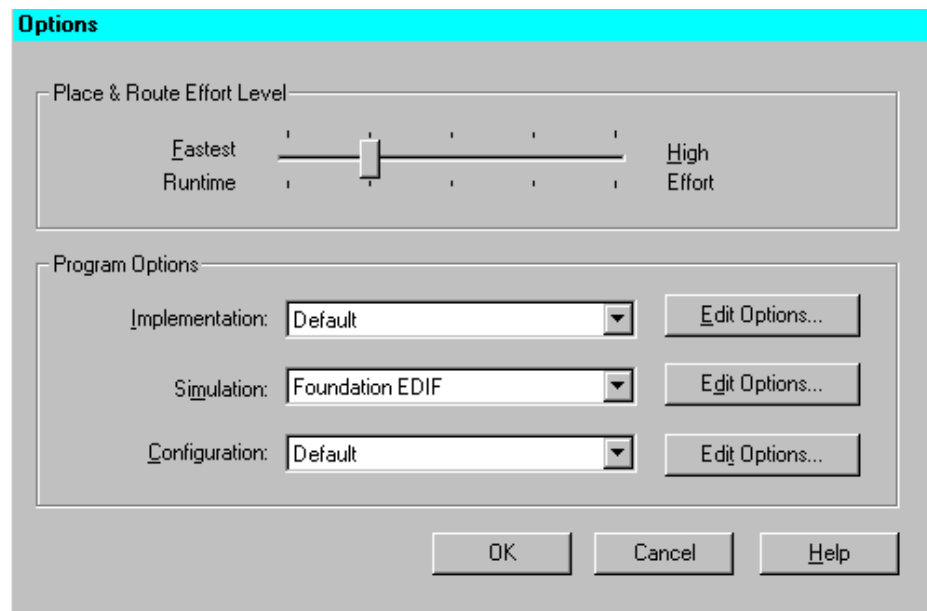 Options
Place & Route Effort Level
Fastest
Runtime
High
Effort
Program Options
Implementation: Default Edit Options...
Simulation: Foundation EDIF Edit Options...
Configuration: Default Edit Options...
OK Cancel Help